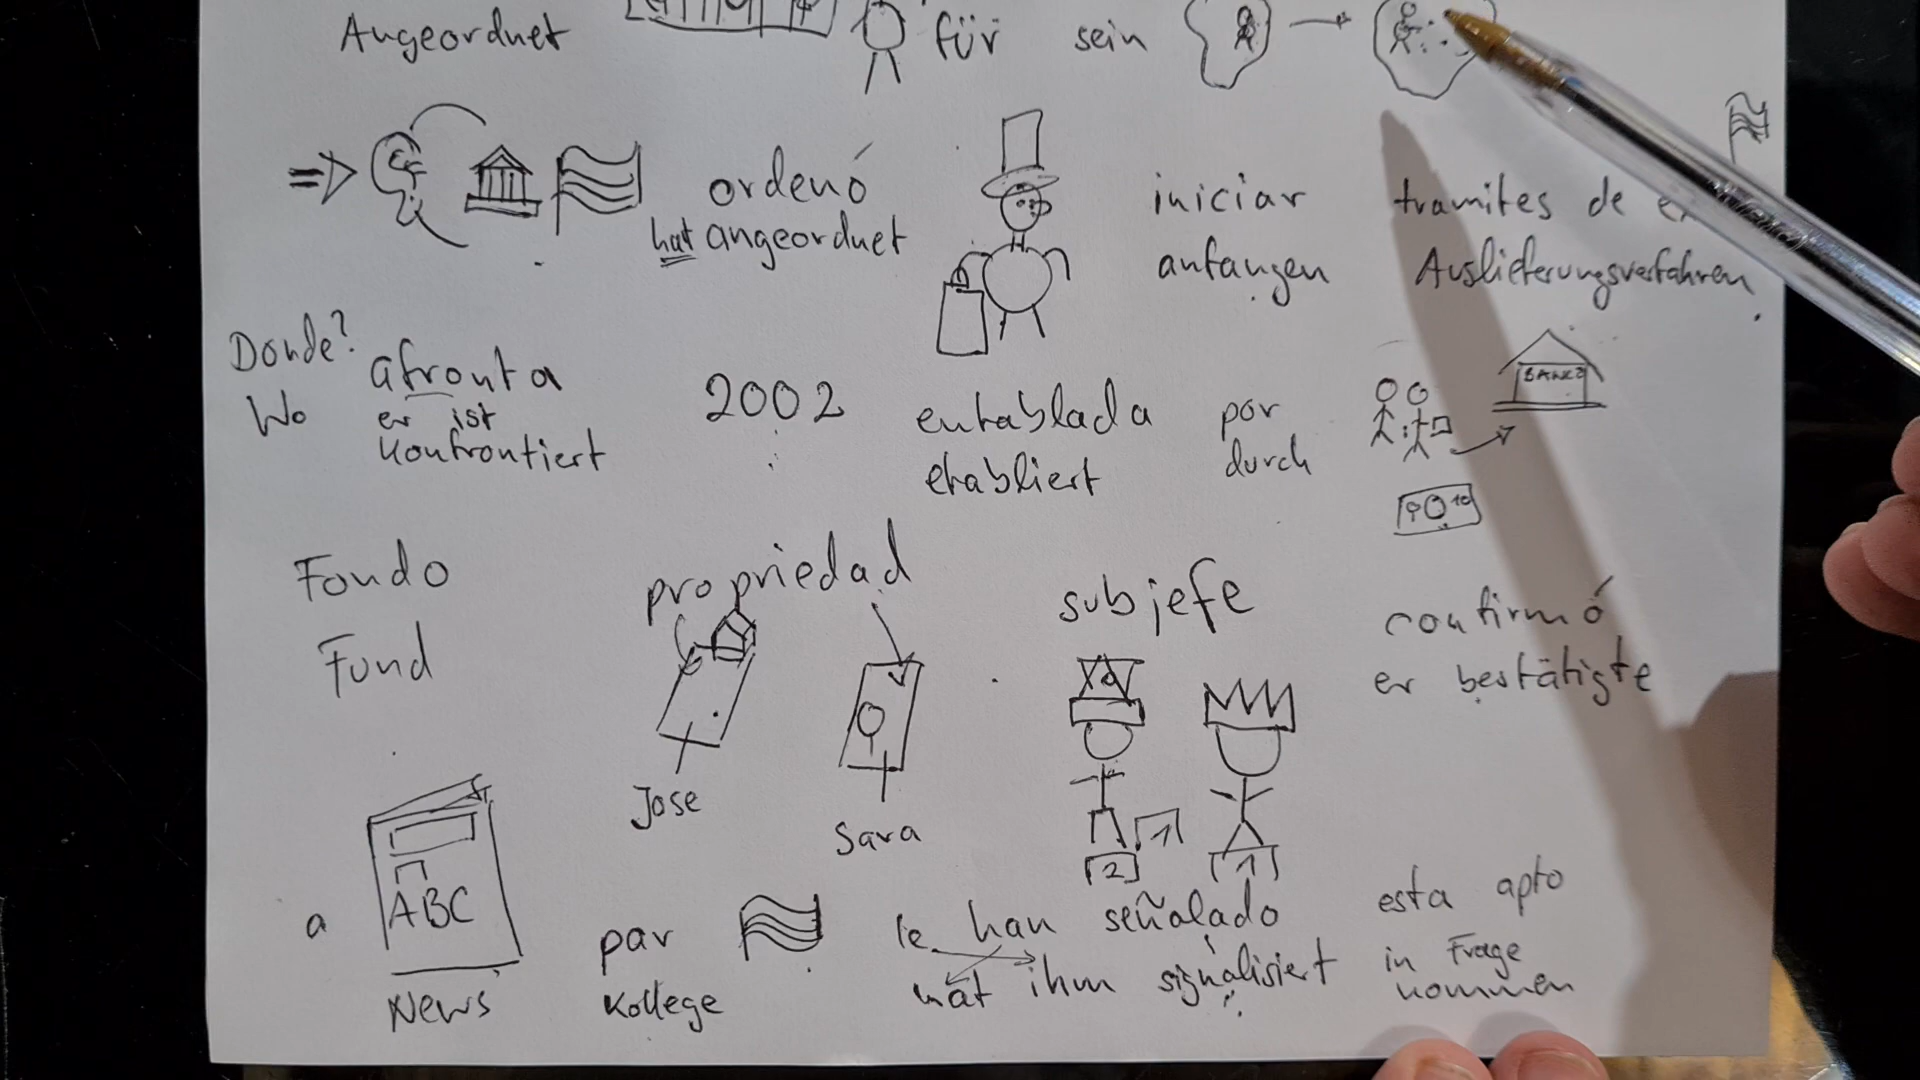 Angeordnet für sein
ordenó iniciar tramites de
hat angeordnet anfangen Auslieferungsverfahren
Donde? afronta 2002 entablada por BANCO
Wo er ist konfrontiert etabliert durch
10
Fondo propriedad subjefe confirmó
Fund er bestätigte
Jose Sara
2 1 1
a ABC par le han señalado esta apto
News Kollege hat ihm signalisiert in Frage
kommen